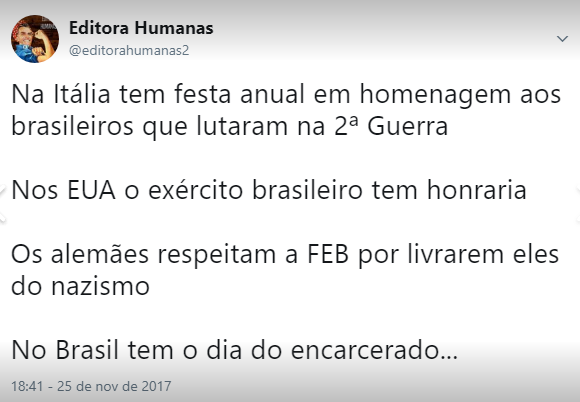 Editora Humanas
@editorahumanas2
Na Itália tem festa anual em homenagem aos
brasileiros que lutaram na 2ª Guerra
Nos EUA o exército brasileiro tem honraria
Os alemães respeitam a FEB por livrarem eles
do nazismo
No Brasil tem o dia do encarcerado...
18:41 - 25 de nov de 2017